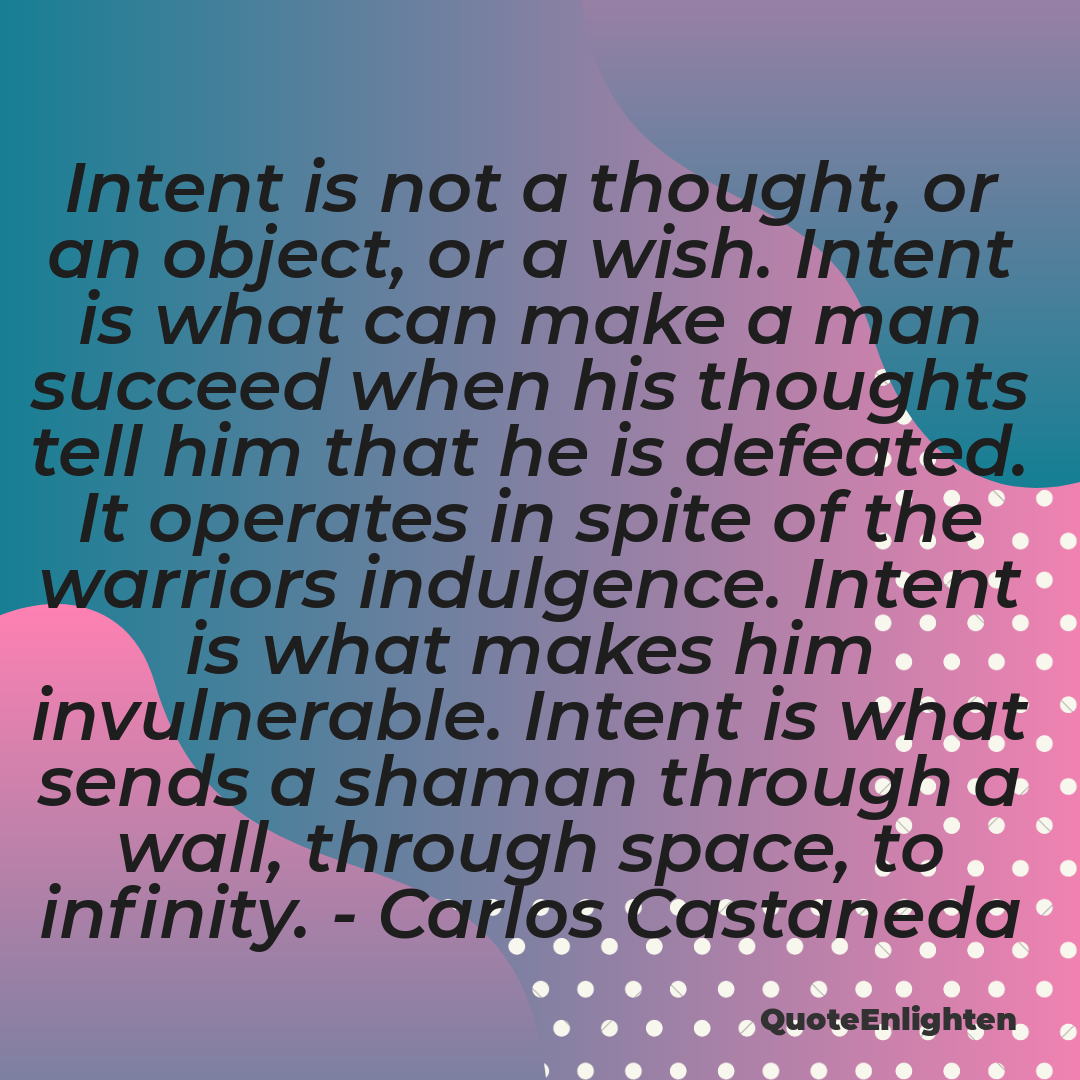 Intent is not a thought, or
an object, or a wish. Intent
is what can make a man
succeed when his thoughts
tell him that he is defeated.
It operates in spite of the
warriors indulgence. Intent
is what makes him
invulnerable. Intent is what
sends a shaman through a
wall, through space, to
infinity. - Carlos Castaneda
QuoteEnlighten